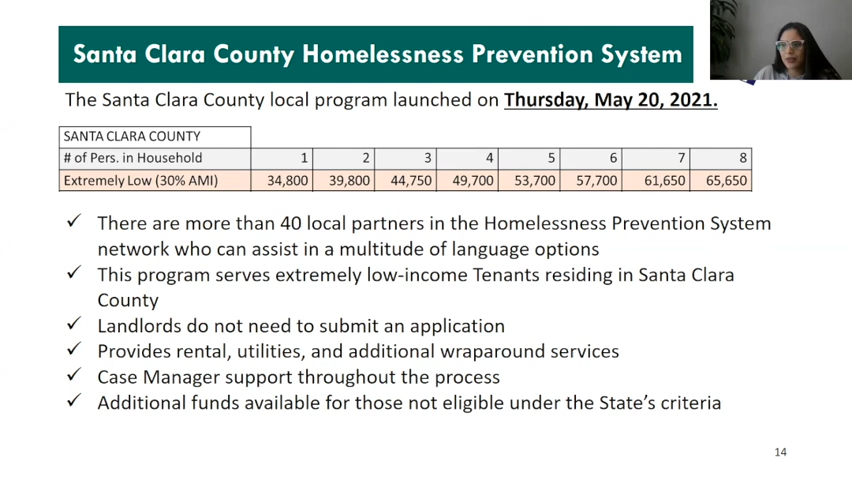 Santa Clara County Homelessness Prevention System
The Santa Clara County local program launched on Thursday, May 20, 2021.
SANTA CLARA COUNTY
# of Pers. in Household 1 2 3 4 5 6 7 8
Extremely Low (30% AMI) 34,800 39,800 44,750 49,700 53,700 57,700 61,650 65,650
✓ There are more than 40 local partners in the Homelessness Prevention System
network who can assist in a multitude of language options
✓ This program serves extremely low-income Tenants residing in Santa Clara
County
✓ Landlords do not need to submit an application
✓ Provides rental, utilities, and additional wraparound services
✓ Case Manager support throughout the process
✓ Additional funds available for those not eligible under the State's criteria
14